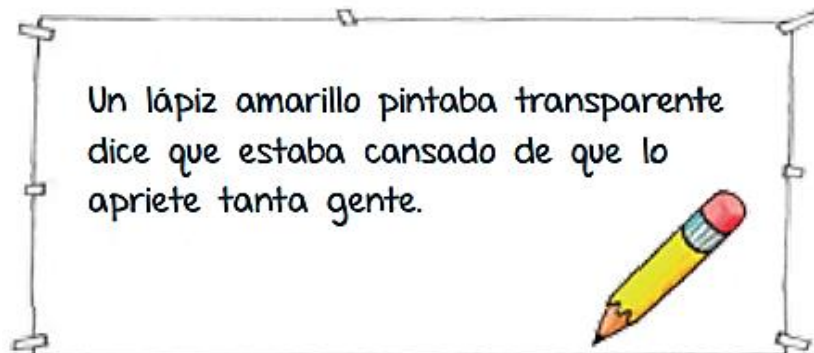 Un lápiz amarillo pintaba transparente
dice que estaba cansado de que lo
apriete tanta gente.